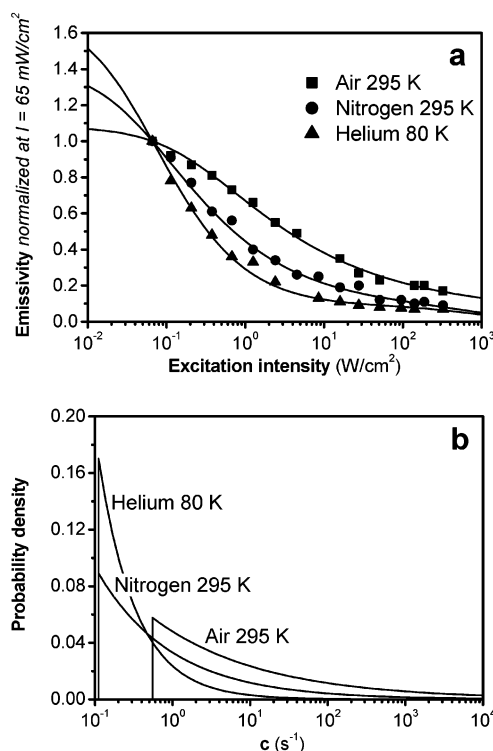 a
Air 295 K
Nitrogen 295 K
Helium 80 K
Emissivity normalized at I = 65 mW/cm²
1.6
1.4
1.2
1.0
0.8
0.6
0.4
0.2
0.0
10⁻² 10⁻¹ 10⁰ 10¹ 10² 10³
Excitation intensity (W/cm²)
b
Probability density
0.20
0.16
0.12
0.08
0.04
0.00
Helium 80 K
Nitrogen 295 K
Air 295 K
10⁻¹ 10⁰ 10¹ 10² 10³ 10⁴
c (s⁻¹)